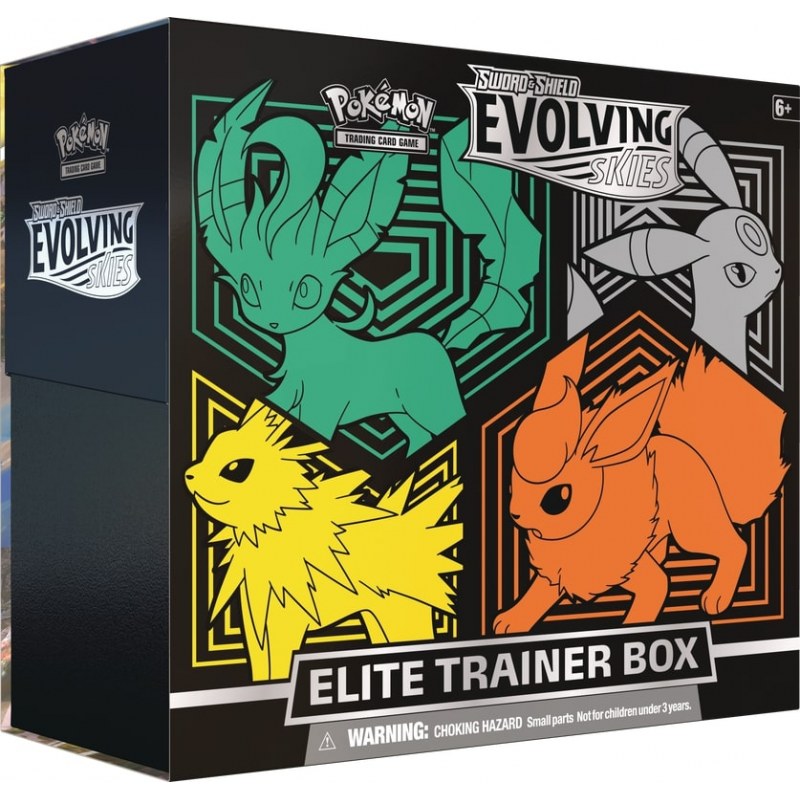 POKéMON
TRADING CARD GAME
SWORD & SHIELD
EVOLVING
SKIES
6+
POKéMON
TRADING CARD GAME
SWORD & SHIELD
EVOLVING
SKIES
ELITE TRAINER BOX
WARNING: CHOKING HAZARD Small parts Not for children under 3 years.